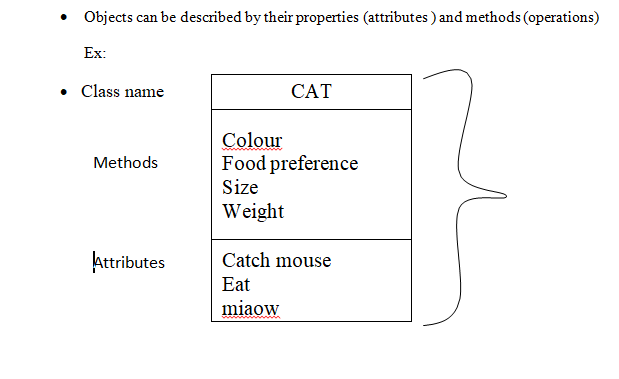 • Objects can be described by their properties (attributes ) and methods (operations)
Ex:
• Class name
CAT
Methods
Colour
Food preference
Size
Weight
Attributes
Catch mouse
Eat
miaow